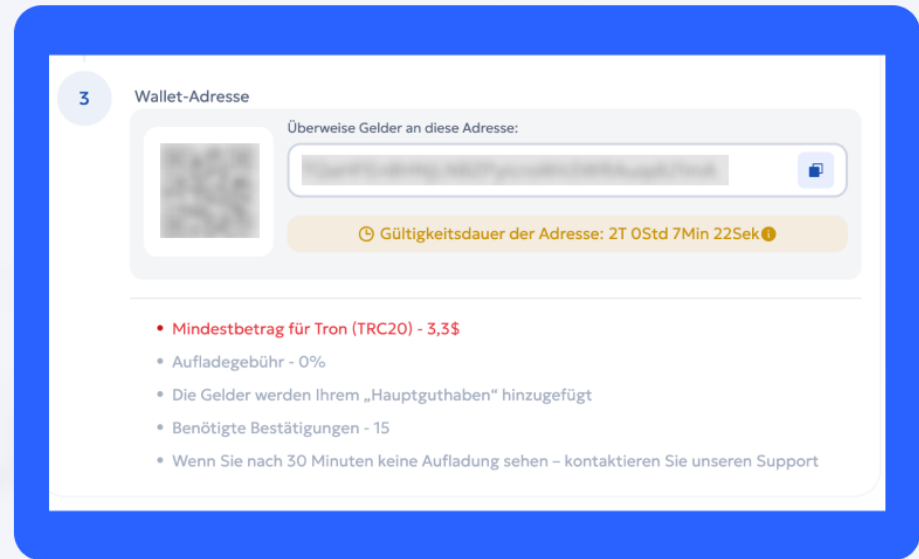 3
Wallet-Adresse
Überweise Gelder an diese Adresse:
Gültigkeitsdauer der Adresse: 2T 0Std 7Min 22Sek
• Mindestbetrag für Tron (TRC20) - 3,3$
• Aufladegebühr - 0%
• Die Gelder werden Ihrem „Hauptguthaben“ hinzugefügt
• Benötigte Bestätigungen - 15
• Wenn Sie nach 30 Minuten keine Aufladung sehen – kontaktieren Sie unseren Support